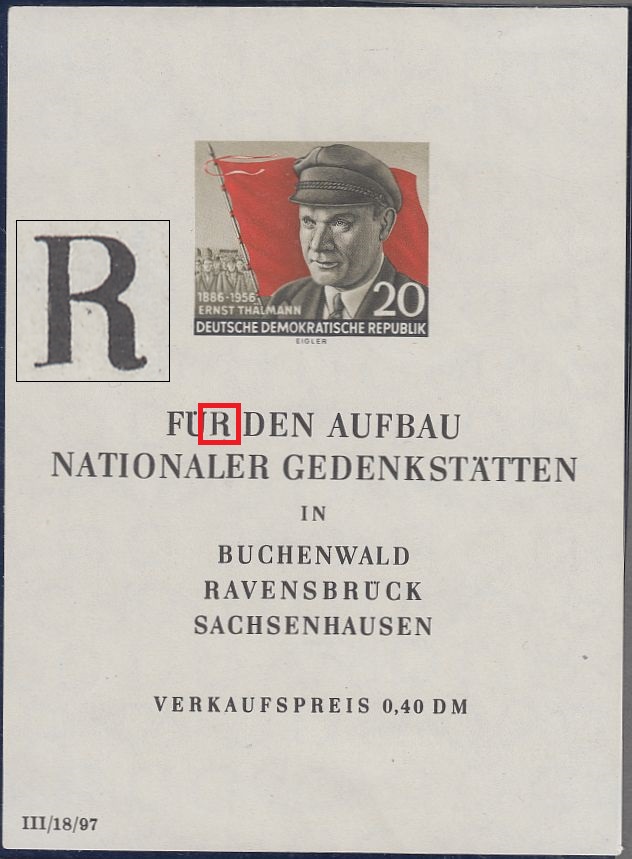 1886-1956
ERNST THÄLMANN
20
DEUTSCHE DEMOKRATISCHE REPUBLIK
EIGLER
R
FÜR DEN AUFBAU
NATIONALER GEDENKSTÄTTEN
IN
BUCHENWALD
RAVENSBRÜCK
SACHSENHAUSEN
VERKAUFSPREIS 0,40 DM
III/18/97